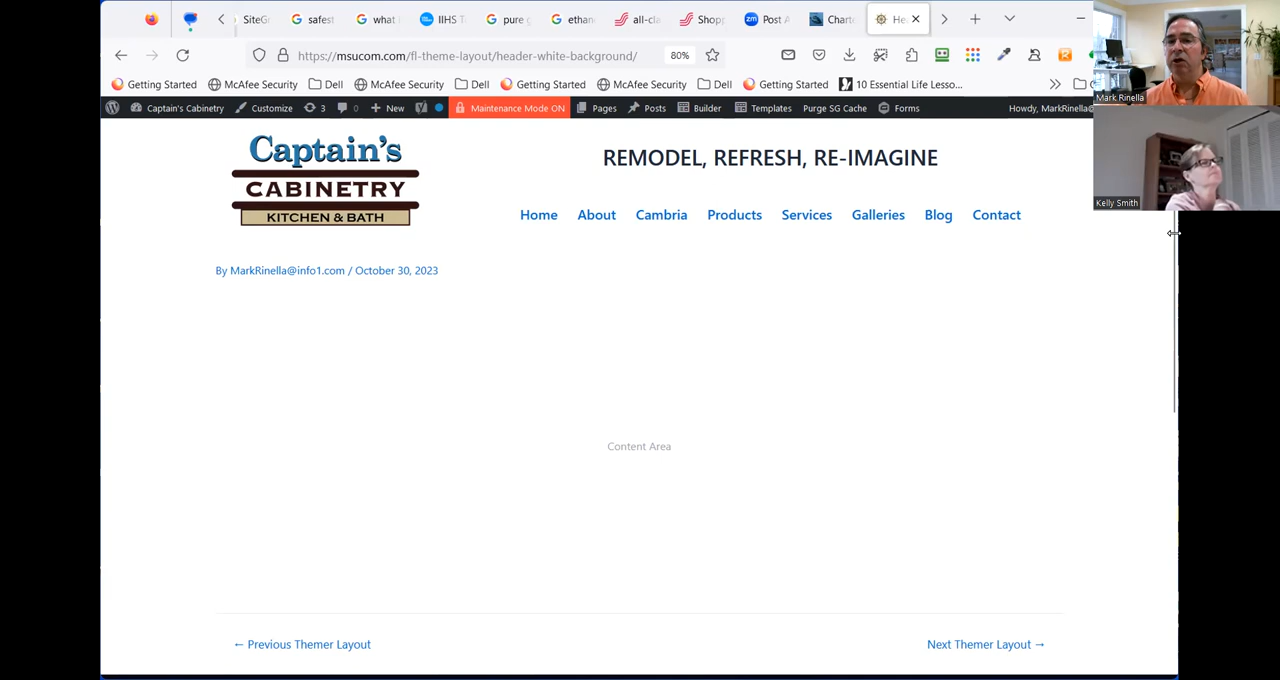 SiteG
safest
what
IIHS T
pure g
ethan
all-cla
Shopp
Post A
Charte
He
https://msucom.com/fl-theme-layout/header-white-background/
80%
Getting Started
McAfee Security
Dell
McAfee Security
Dell
Getting Started
McAfee Security
Dell
Getting Started
10 Essential Life Lesso...
Captain's Cabinetry
Customize
3
0
New
Maintenance Mode ON
Pages
Posts
Builder
Templates
Purge SG Cache
Forms
Howdy, MarkRinella@
Mark Rinella
Kelly Smith
Captain's
CABINETRY
KITCHEN & BATH
REMODEL, REFRESH, RE-IMAGINE
Home About Cambria Products Services Galleries Blog Contact
By MarkRinella@info1.com / October 30, 2023
Content Area
← Previous Themer Layout
Next Themer Layout →